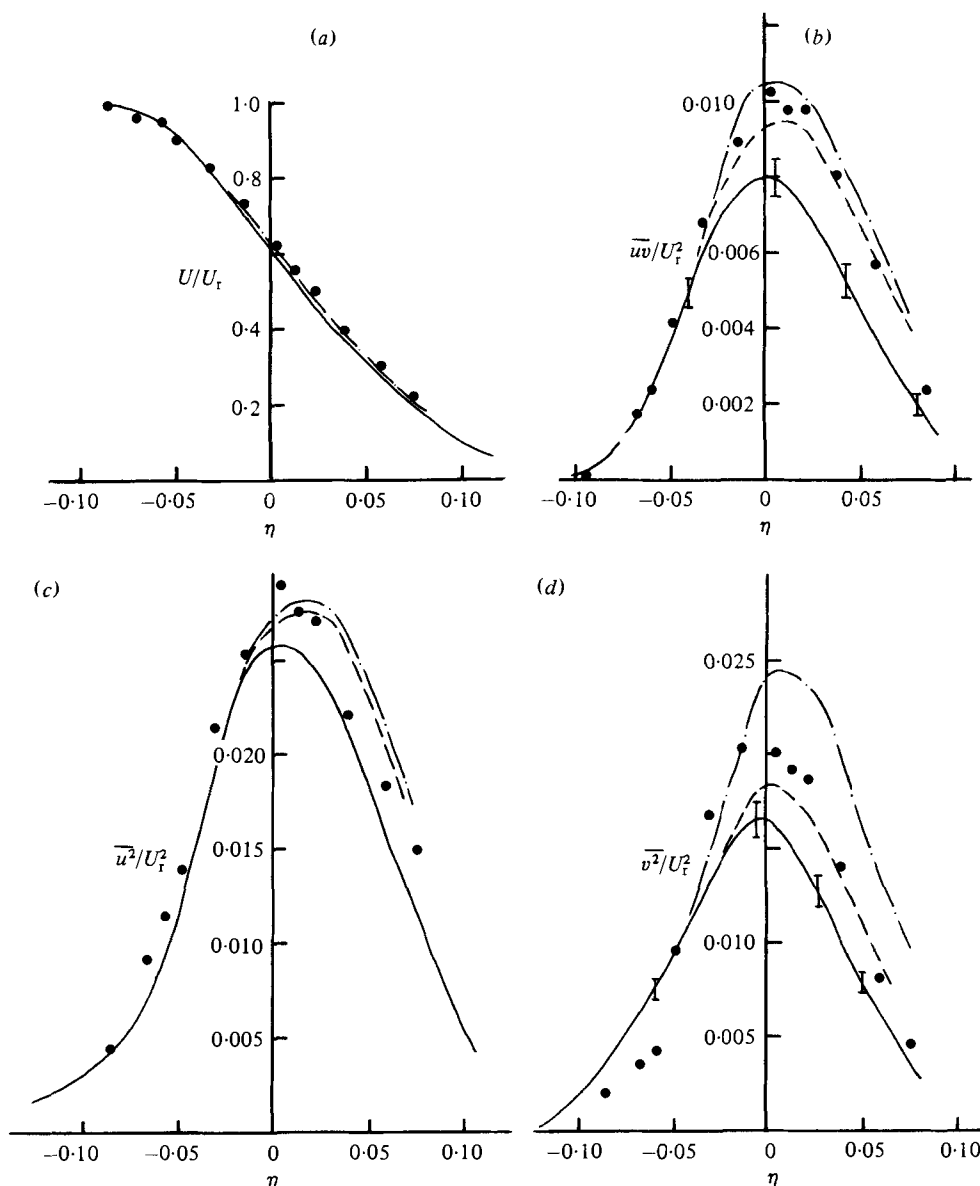 (a)
1·0
0·8
U/U_r
0·4
0·2
−0·10 −0·05 0 0·05 0·10
η
(b)
0·010
0·006
\overline{uv}/U_r^2
0·004
0·002
−0·10 −0·05 0 0·05
η
(c)
0·020
0·015
\overline{u^2}/U_r^2
0·010
0·005
−0·10 −0·05 0 0·05 0·10
η
(d)
0·025
\overline{v^2}/U_r^2
0·010
0·005
−0·10 −0·05 0 0·05 0·10
η